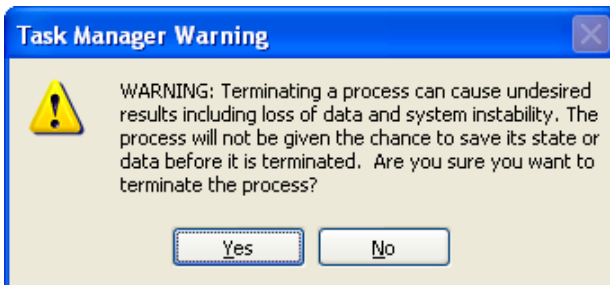 Task Manager Warning
WARNING: Terminating a process can cause undesired
results including loss of data and system instability. The
process will not be given the chance to save its state or
data before it is terminated.  Are you sure you want to
terminate the process?
Yes No